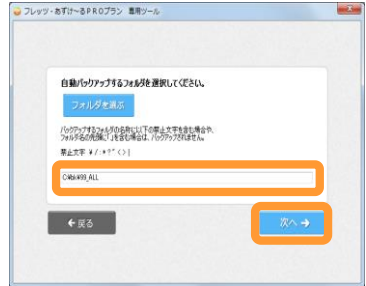 フレッツ・あずけ～るPROプラン 専用ツール
自動バックアップするフォルダを選択してください。
フォルダを選ぶ
バックアップするフォルダの名称に以下の禁止文字を含む場合や、
フォルダ名の先頭に「.」を含む場合は、バックアップされません。
禁止文字 ¥ / : * ? " < > |
99_ALL
戻る
次へ